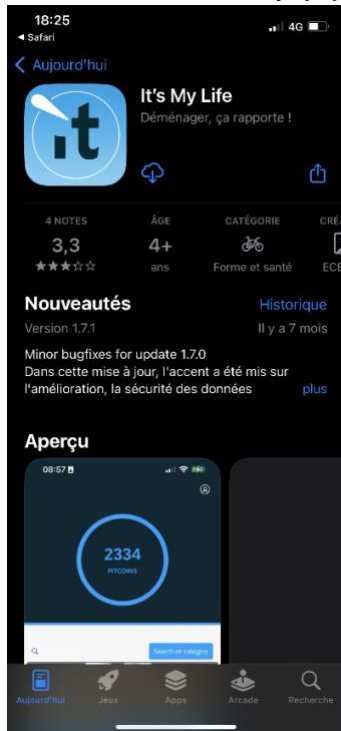 18:25
4G
◄ Safari
Aujourd'hui
it
It's My Life
Déménager, ça rapporte !
4 NOTES
ÂGE
CATÉGORIE
CRÉ
3,3
4+
★★★☆☆
ans
Forme et santé
ECE
Nouveautés
Historique
Version 1.7.1
Il y a 7 mois
Minor bugfixes for update 1.7.0
Dans cette mise à jour, l'accent a été mis sur
l'amélioration, la sécurité des données
plus
Aperçu
08:57
2334
FITCOINS
Search on category
Aujourd'hui
Jeux
Apps
Arcade
Recherche